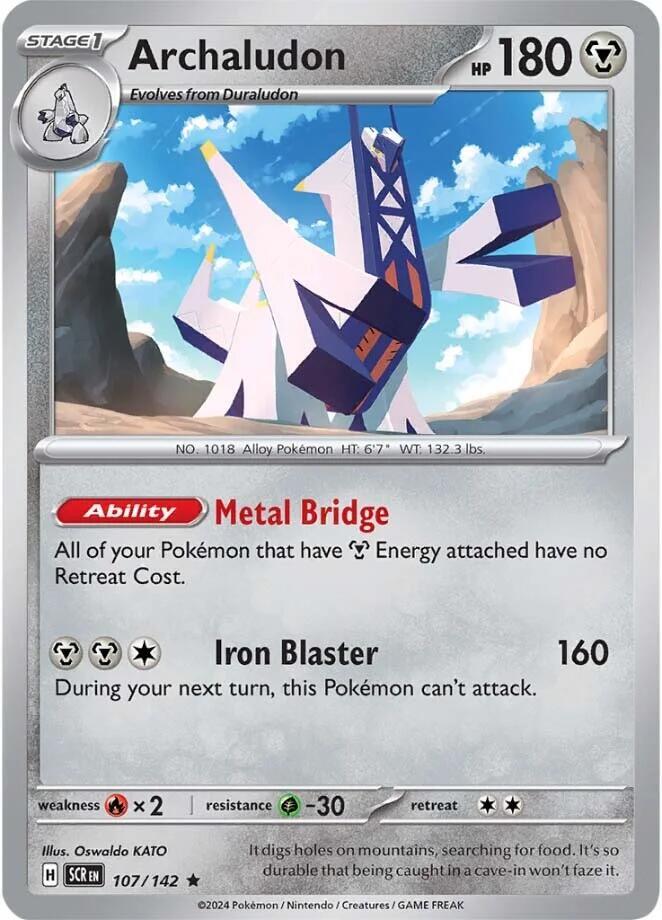 STAGE1
Archaludon
HP 180
Evolves from Duraludon
NO. 1018 Alloy Pokémon HT: 6'7" WT: 132.3 lbs.
Ability Metal Bridge
All of your Pokémon that have Energy attached have no
Retreat Cost.
Iron Blaster 160
During your next turn, this Pokémon can't attack.
weakness ×2 resistance -30 retreat
Illus. Oswaldo KATO
H SCR EN 107/142 ★
It digs holes on mountains, searching for food. It's so
durable that being caught in a cave-in won't faze it.
©2024 Pokémon / Nintendo / Creatures / GAME FREAK